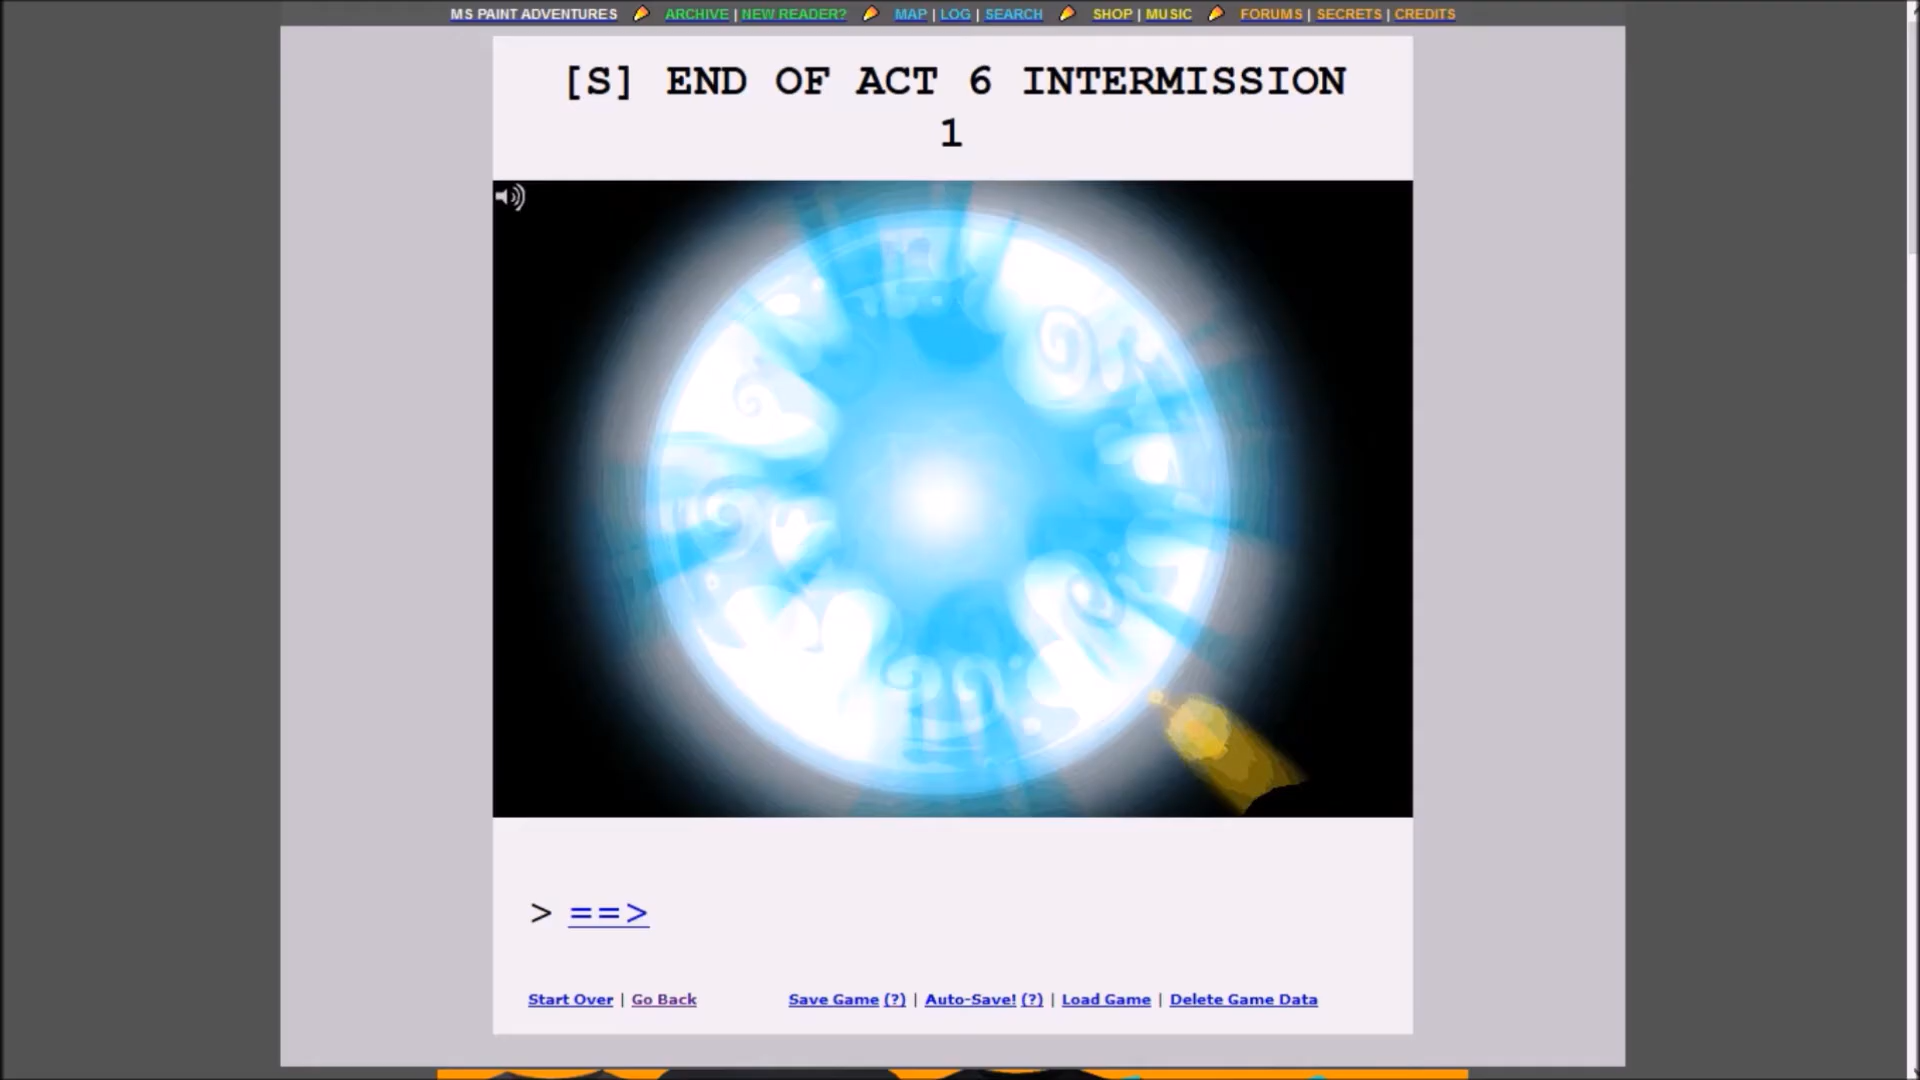 MS PAINT ADVENTURES ARCHIVE | NEW READER? MAP | LOG | SEARCH SHOP | MUSIC FORUMS | SECRETS | CREDITS
[S] END OF ACT 6 INTERMISSION
1
> ==>
Start Over | Go Back Save Game (?) | Auto-Save! (?) | Load Game | Delete Game Data